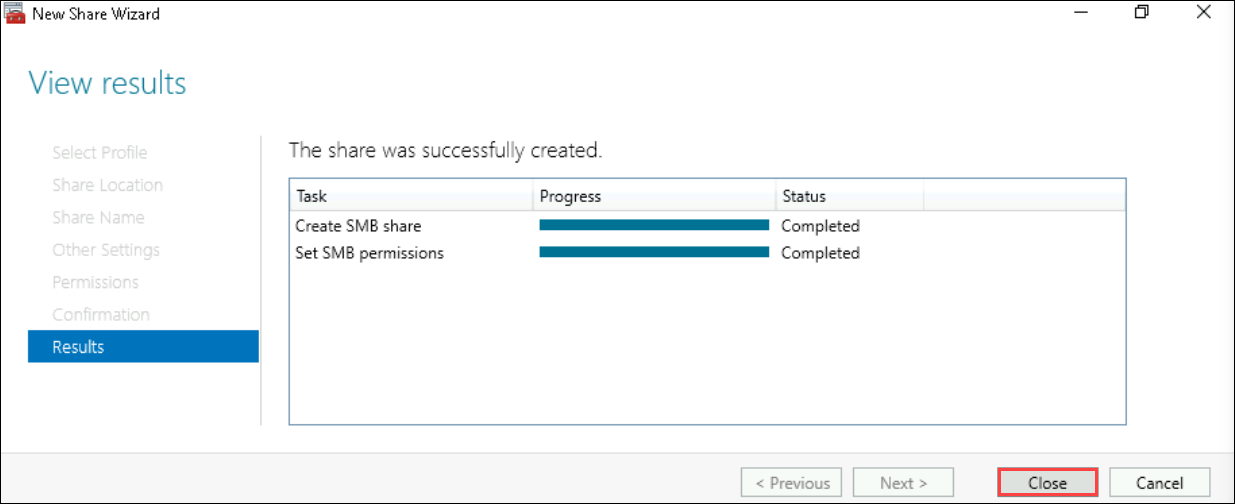 New Share Wizard
View results
Select Profile
Share Location
Share Name
Other Settings
Permissions
Confirmation
Results
The share was successfully created.
Task Progress Status
Create SMB share Completed
Set SMB permissions Completed
< Previous Next > Close Cancel